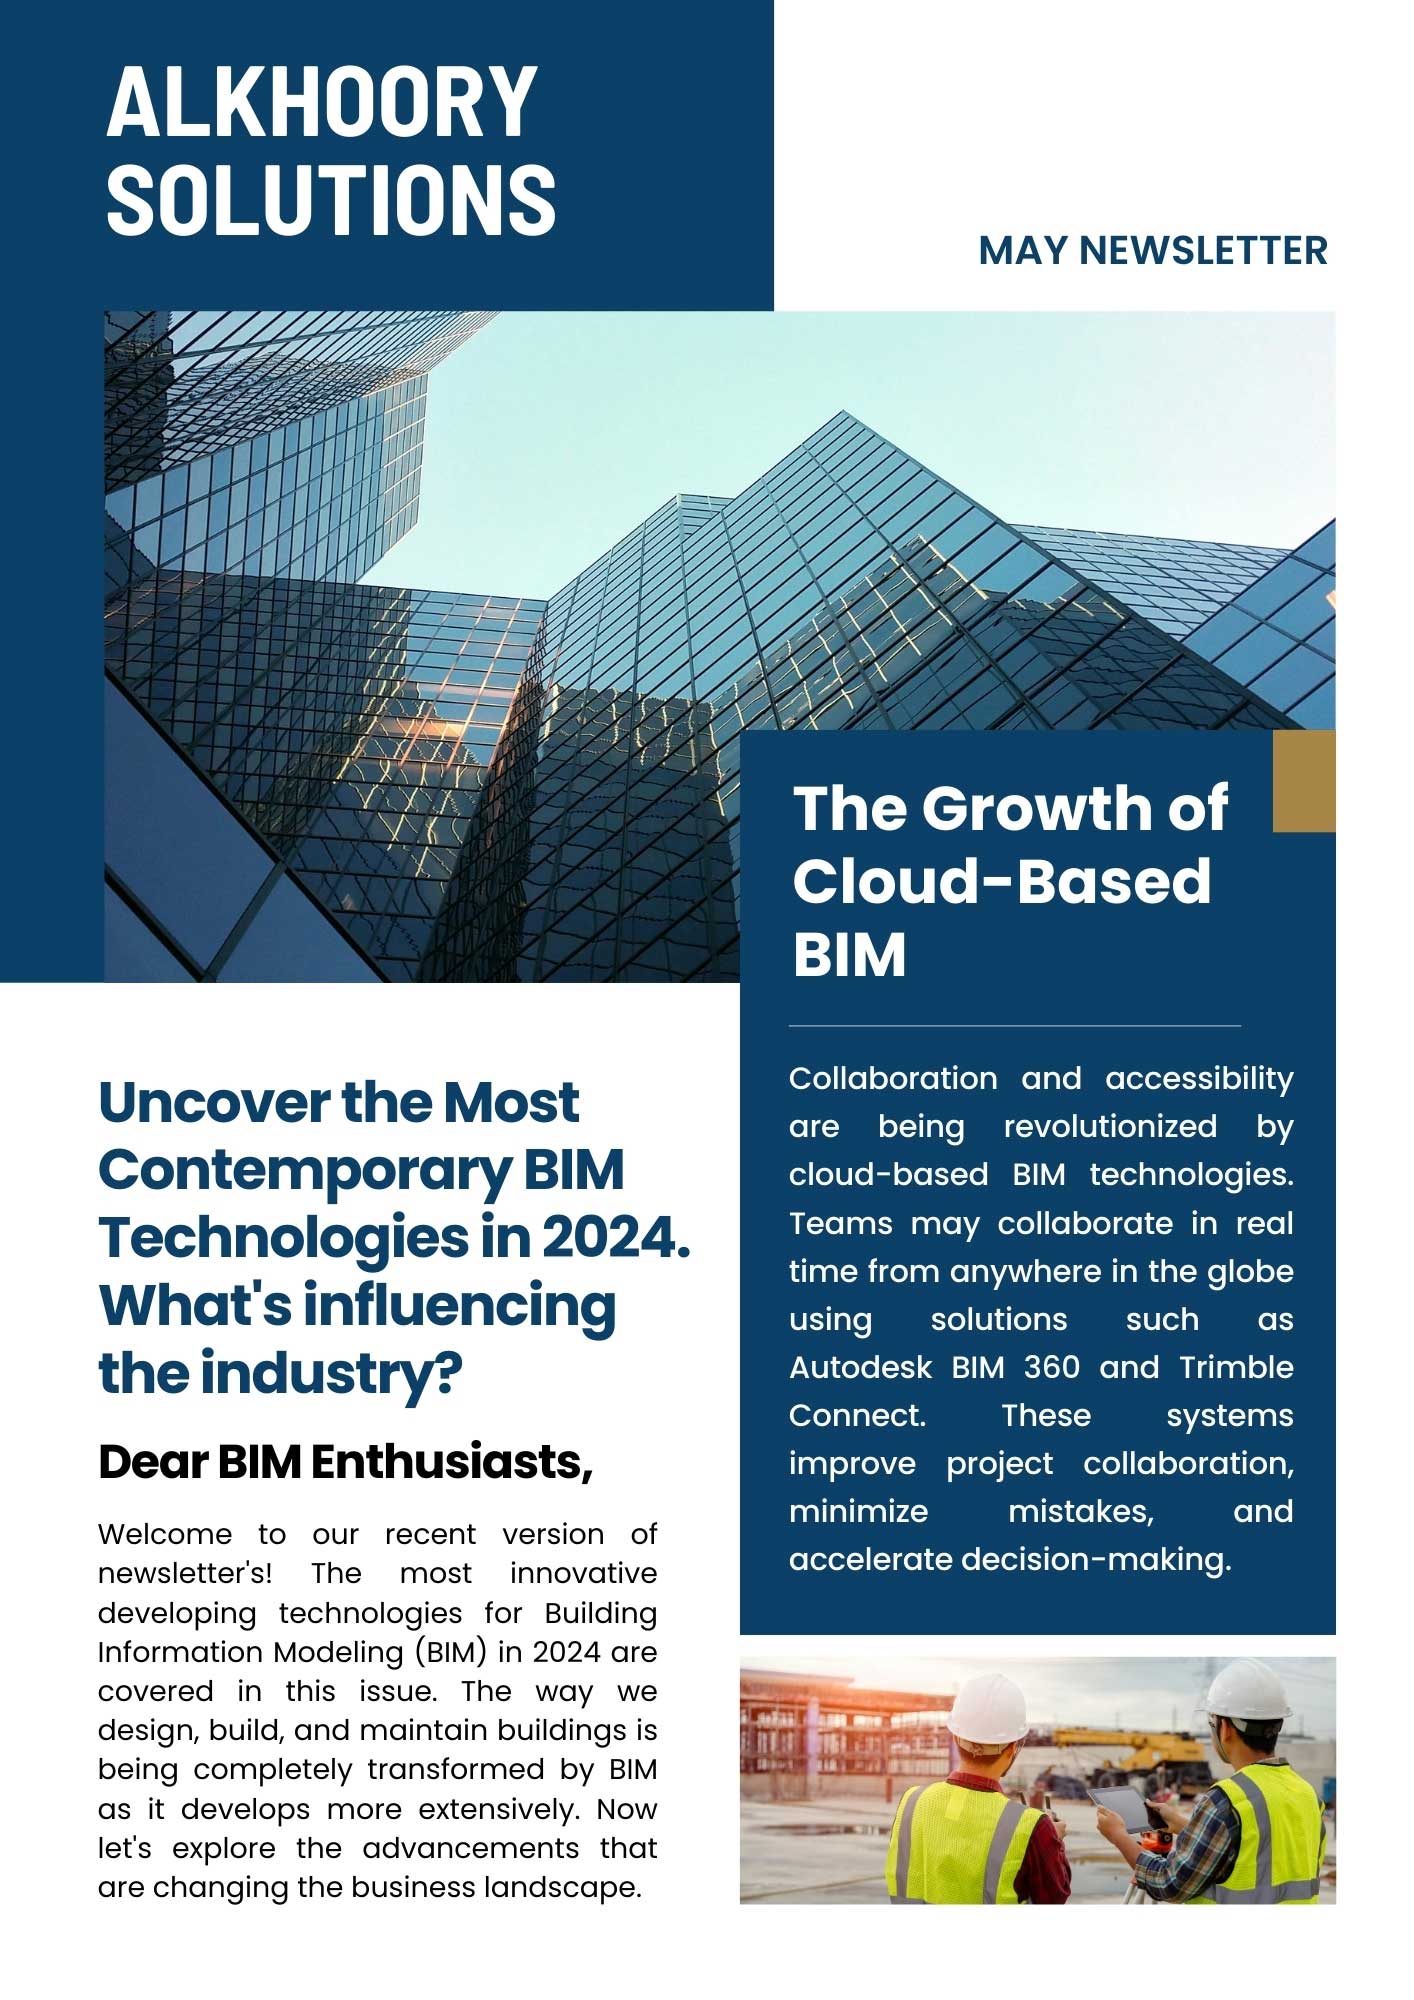 ALKHOORY
SOLUTIONS
MAY NEWSLETTER
The Growth of
Cloud-Based
BIM
Collaboration and accessibility
are being revolutionized by
cloud-based BIM technologies.
Teams may collaborate in real
time from anywhere in the globe
using solutions such as
Autodesk BIM 360 and Trimble
Connect. These systems
improve project collaboration,
minimize mistakes, and
accelerate decision-making.
Uncover the Most
Contemporary BIM
Technologies in 2024.
What's influencing
the industry?
Dear BIM Enthusiasts,
Welcome to our recent version of
newsletter's! The most innovative
developing technologies for Building
Information Modeling (BIM) in 2024 are
covered in this issue. The way we
design, build, and maintain buildings is
being completely transformed by BIM
as it develops more extensively. Now
let's explore the advancements that
are changing the business landscape.